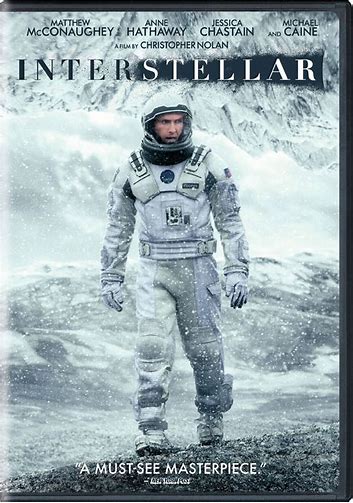 MATTHEW ANNE JESSICA MICHAEL
McCONAUGHEY HATHAWAY CHASTAIN AND CAINE
A FILM BY CHRISTOPHER NOLAN
INTERSTELLAR
"A MUST-SEE MASTERPIECE."